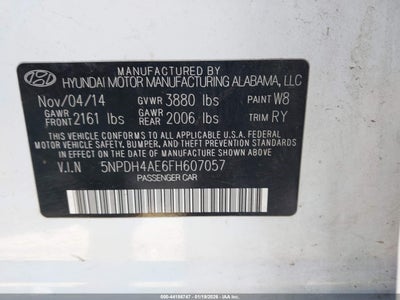 MANUFACTURED BY
HYUNDAI MOTOR MANUFACTURING ALABAMA, LLC
Nov/04/14 GVWR 3880 lbs PAINT W8
GAWR FRONT 2161 lbs GAWR REAR 2006 lbs TRIM RY
THIS VEHICLE CONFORMS TO ALL APPLICABLE U.S.A. FEDERAL
MOTOR VEHICLE SAFETY, BUMPER, AND THEFT PREVENTION
STANDARDS IN EFFECT ON THE DATE OF MANUFACTURE SHOWN ABOVE.
V.I.N 5NPDH4AE6FH607057
PASSENGER CAR